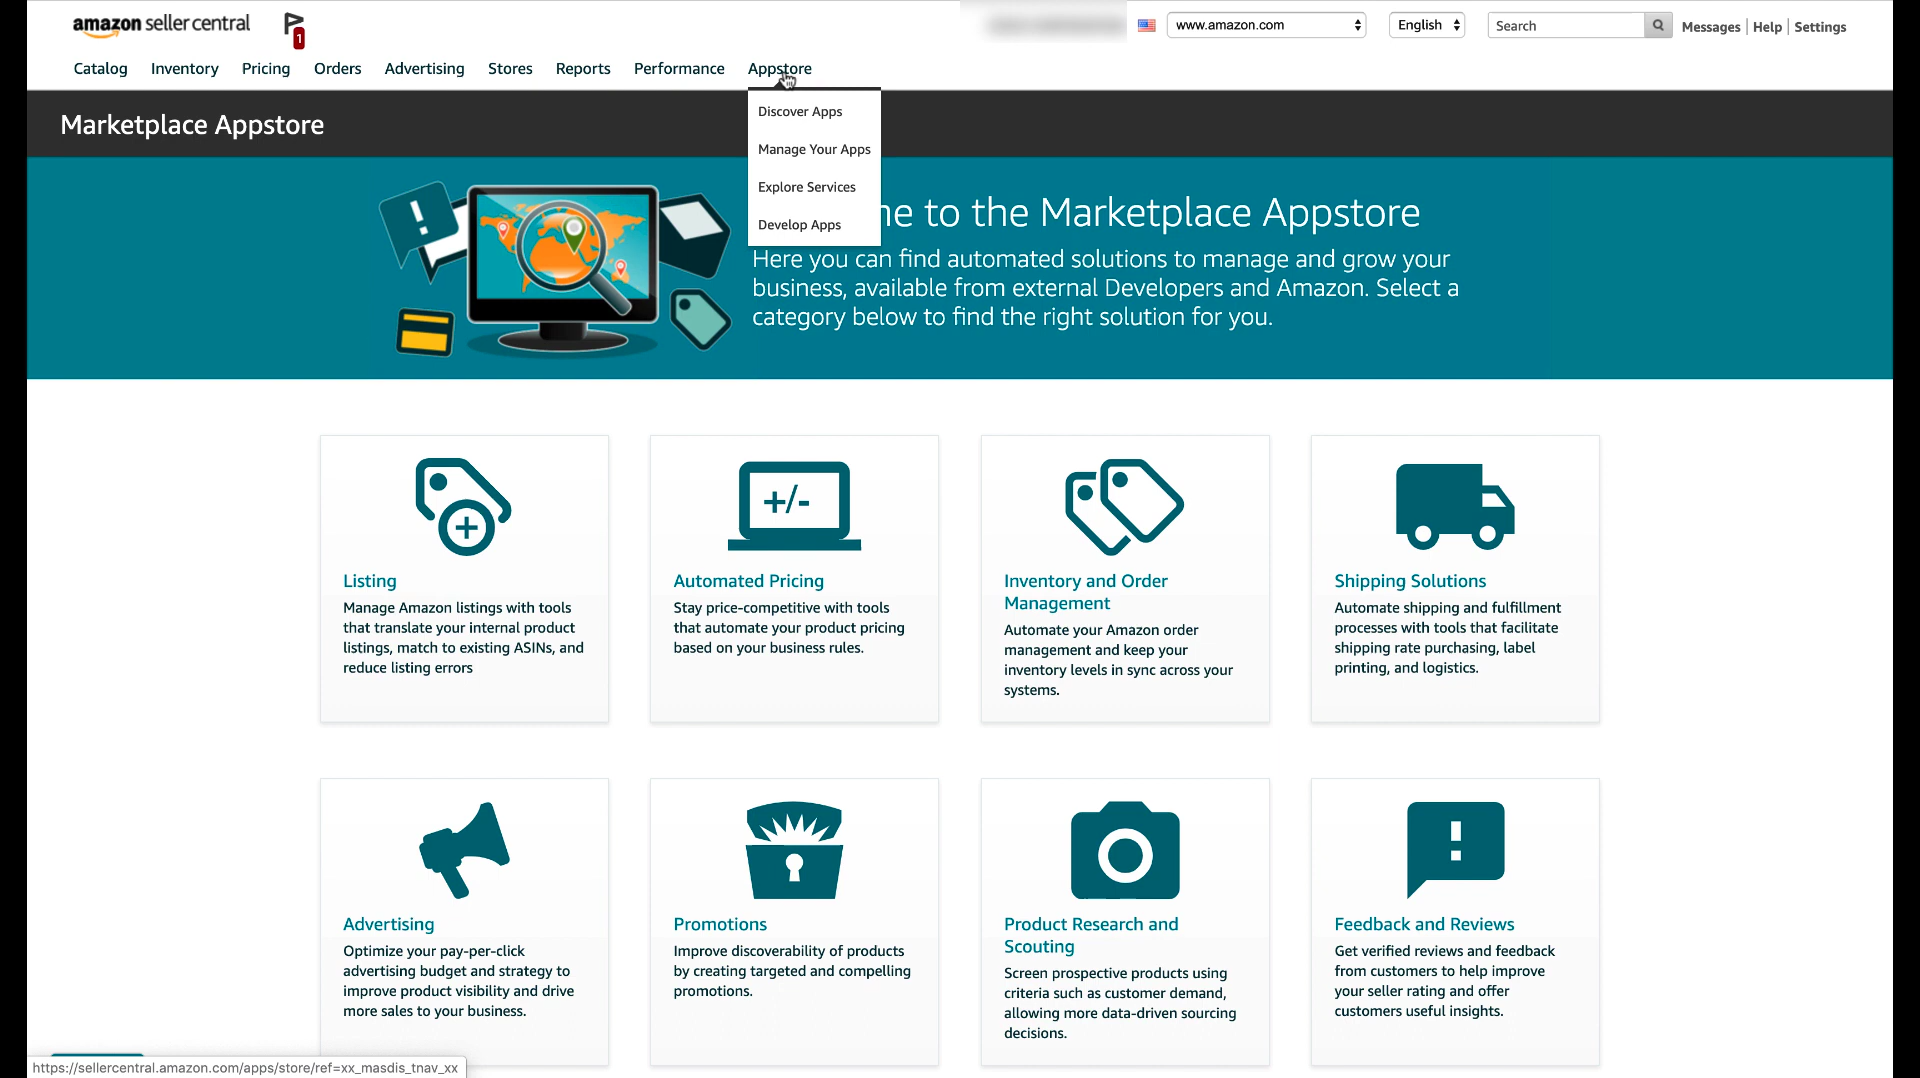 amazon seller central
1
www.amazon.com
English
Search
Messages | Help | Settings
Catalog Inventory Pricing Orders Advertising Stores Reports Performance Appstore
Discover Apps
Manage Your Apps
Explore Services
Develop Apps
Marketplace Appstore
me to the Marketplace Appstore
Here you can find automated solutions to manage and grow your
business, available from external Developers and Amazon. Select a
category below to find the right solution for you.
+/-
Listing
Manage Amazon listings with tools
that translate your internal product
listings, match to existing ASINs, and
reduce listing errors
Automated Pricing
Stay price-competitive with tools
that automate your product pricing
based on your business rules.
Inventory and Order
Management
Automate your Amazon order
management and keep your
inventory levels in sync across your
systems.
Shipping Solutions
Automate shipping and fulfillment
processes with tools that facilitate
shipping rate purchasing, label
printing, and logistics.
Advertising
Optimize your pay-per-click
advertising budget and strategy to
improve product visibility and drive
more sales to your business.
Promotions
Improve discoverability of products
by creating targeted and compelling
promotions.
Product Research and
Scouting
Screen prospective products using
criteria such as customer demand,
allowing more data-driven sourcing
decisions.
Feedback and Reviews
Get verified reviews and feedback
from customers to help improve
your seller rating and offer
customers useful insights.
https://sellercentral.amazon.com/apps/store/ref=xx_masdis_tnav_xx